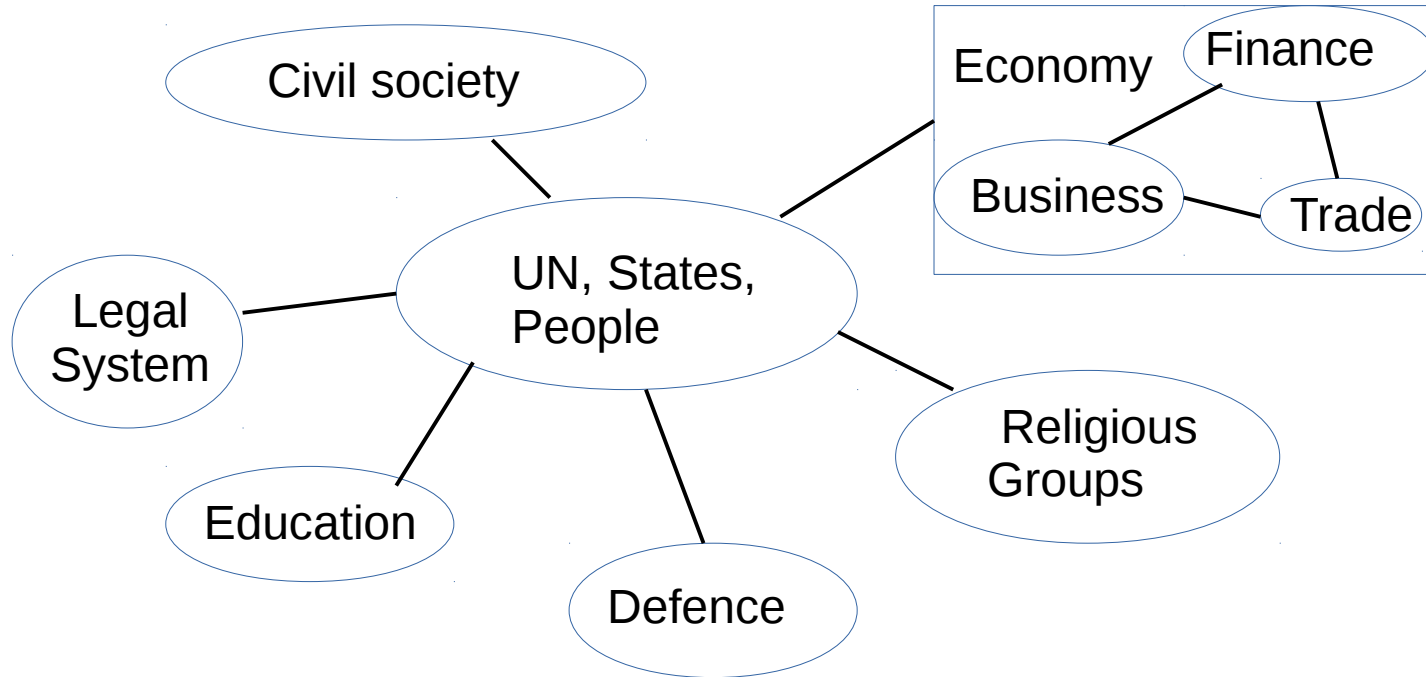 Civil society
Economy
Finance
Business
Trade
UN, States,
People
Legal
System
Religious
Groups
Education
Defence